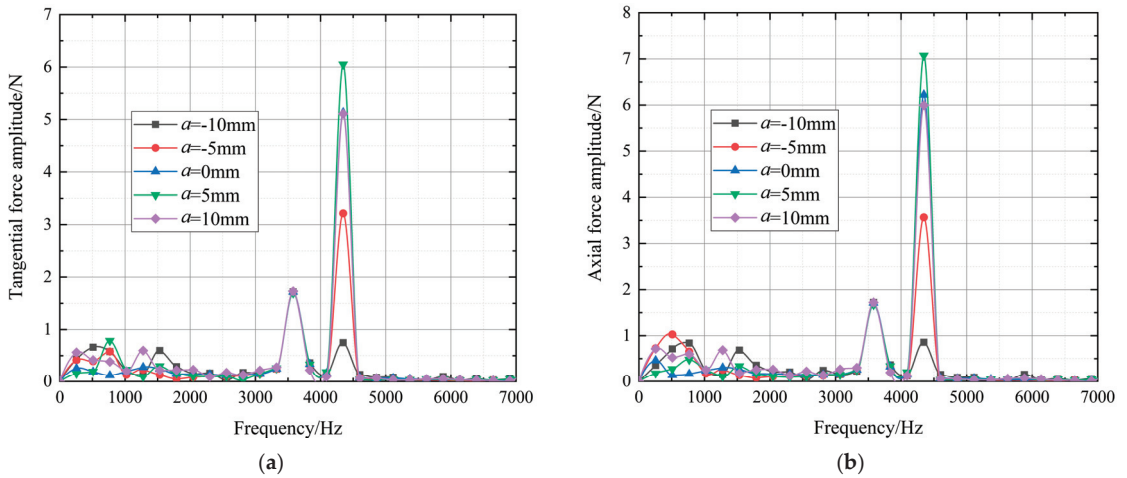 Tangential force amplitude/N
7
6
5
4
3
2
1
0
a=-10mm
a=-5mm
a=0mm
a=5mm
a=10mm
0 1000 2000 3000 4000 5000 6000 7000
Frequency/Hz
(a)
Axial force amplitude/N
8
7
6
5
4
3
2
1
0
a=-10mm
a=-5mm
a=0mm
a=5mm
a=10mm
0 1000 2000 3000 4000 5000 6000 7000
Frequency/Hz
(b)